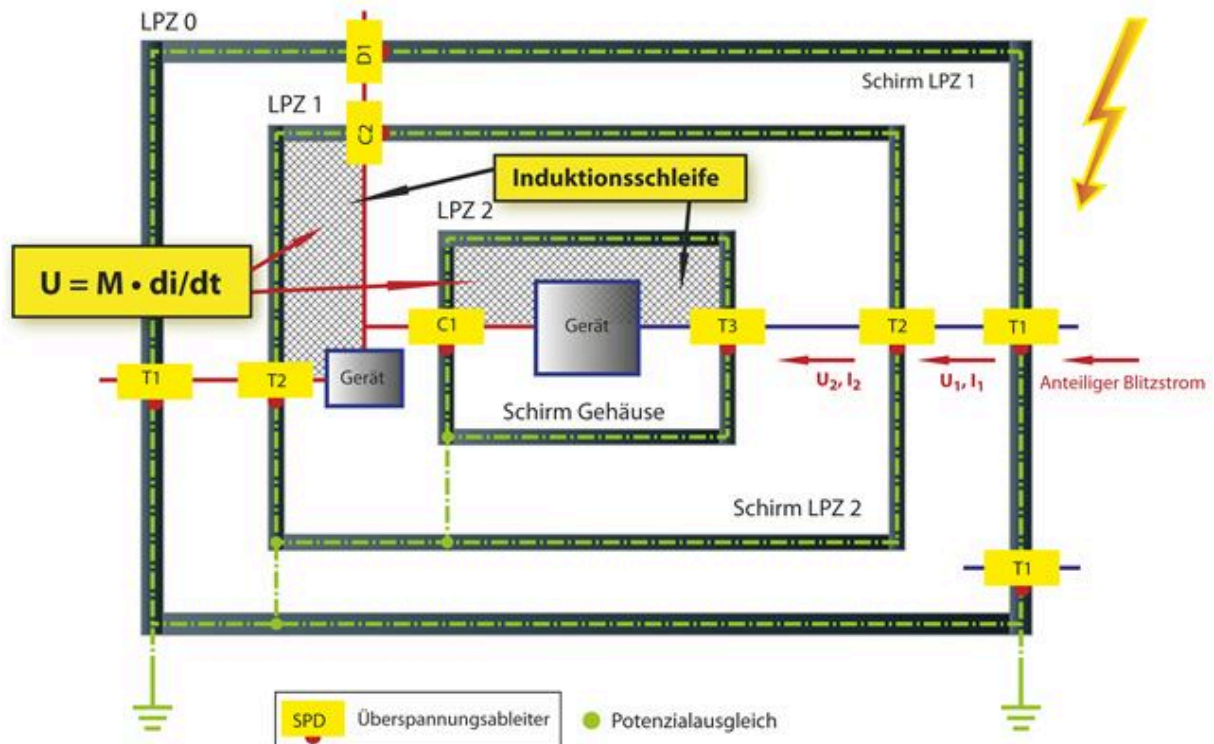 LPZ 0
D1
Schirm LPZ 1
LPZ 1
C2
Induktionsschleife
LPZ 2
U = M • di/dt
C1
Gerät
T3
T2
T1
T1
T2
Gerät
U₂, I₂
U₁, I₁
Anteiliger Blitzstrom
Schirm Gehäuse
Schirm LPZ 2
T1
SPD Überspannungsableiter
Potenzialausgleich